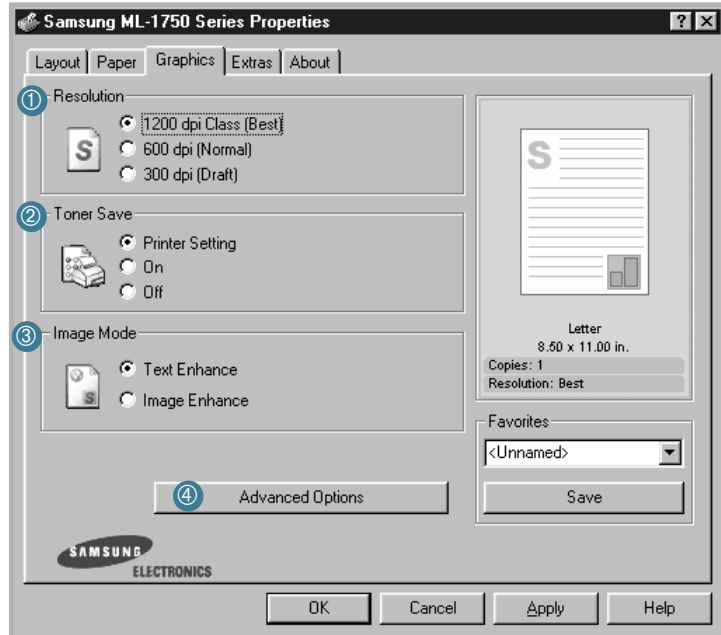 Samsung ML-1750 Series Properties
? X
Layout Paper Graphics Extras About
① Resolution
1200 dpi Class (Best)
600 dpi (Normal)
300 dpi (Draft)
S
② Toner Save
Printer Setting
On
Off
③ Image Mode
Text Enhance
Image Enhance
S
④ Advanced Options
SAMSUNG
ELECTRONICS
S
Letter
8.50 x 11.00 in.
Copies: 1
Resolution: Best
Favorites
<Unnamed>
Save
OK Cancel Apply Help